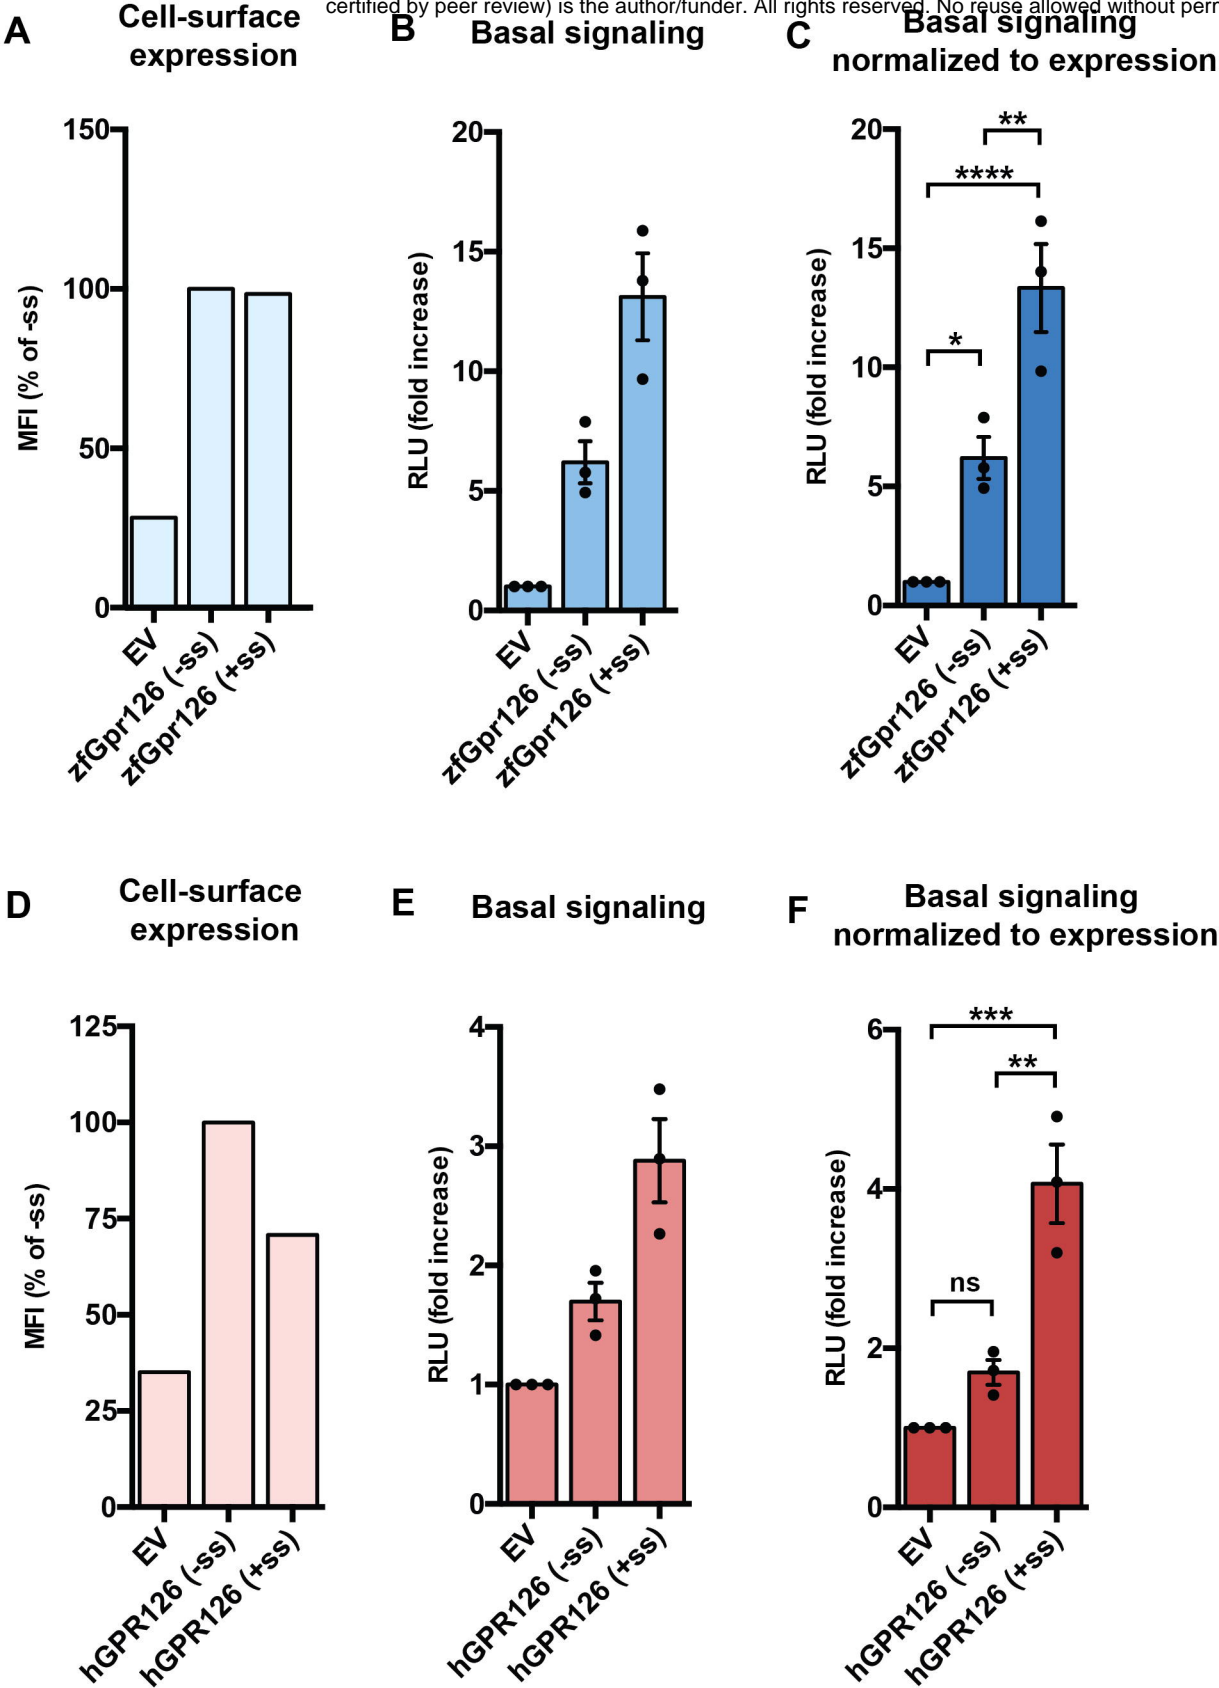 certified by peer review) is the author/funder. All rights reserved. No reuse allowed without
A
Cell-surface
expression
MFI (% of -ss)
150
100
50
0
EV
zfGpr126 (-ss)
zfGpr126 (+ss)
B
Basal signaling
RLU (fold increase)
20
15
10
5
0
EV
zfGpr126 (-ss)
zfGpr126 (+ss)
C
Basal signaling
normalized to expression
RLU (fold increase)
20
15
10
5
0
**
****
*
EV
zfGpr126 (-ss)
zfGpr126 (+ss)
D
Cell-surface
expression
MFI (% of -ss)
125
100
75
50
25
0
EV
hGPR126 (-ss)
hGPR126 (+ss)
E
Basal signaling
RLU (fold increase)
4
3
2
1
0
EV
hGPR126 (-ss)
hGPR126 (+ss)
F
Basal signaling
normalized to expression
RLU (fold increase)
6
4
2
0
***
**
ns
EV
hGPR126 (-ss)
hGPR126 (+ss)